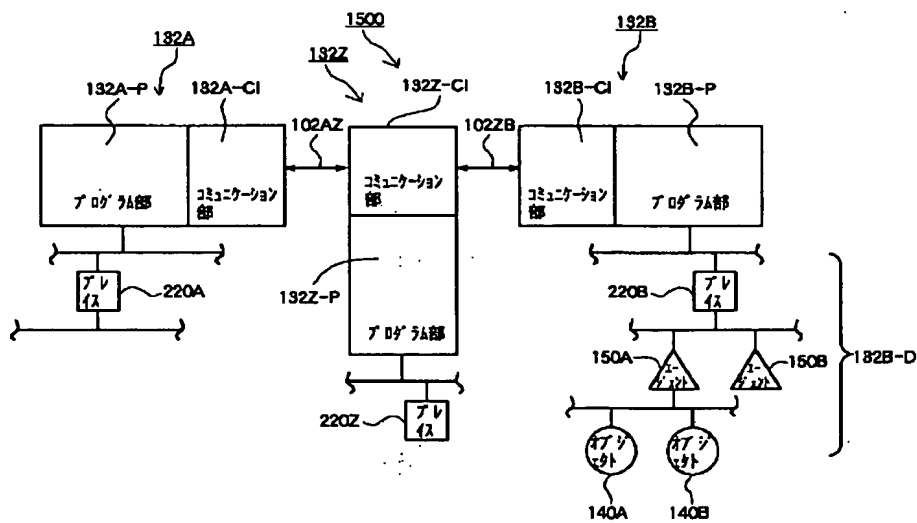 1500
132A
132Z
132B
132A-P
132A-CI
132Z-CI
132B-CI
132B-P
102AZ
102ZB
プログラム部
コミュニケーション
部
コミュニケーション
部
コミュニケーション
部
プログラム部
プレ
イス
220A
132Z-P
プログラム部
220Z
プレ
イス
220B
プレ
イス
150A
エー
ジェント
エー
ジェント
150B
132B-D
オブジ
ェクト
オブジ
ェクト
140A
140B